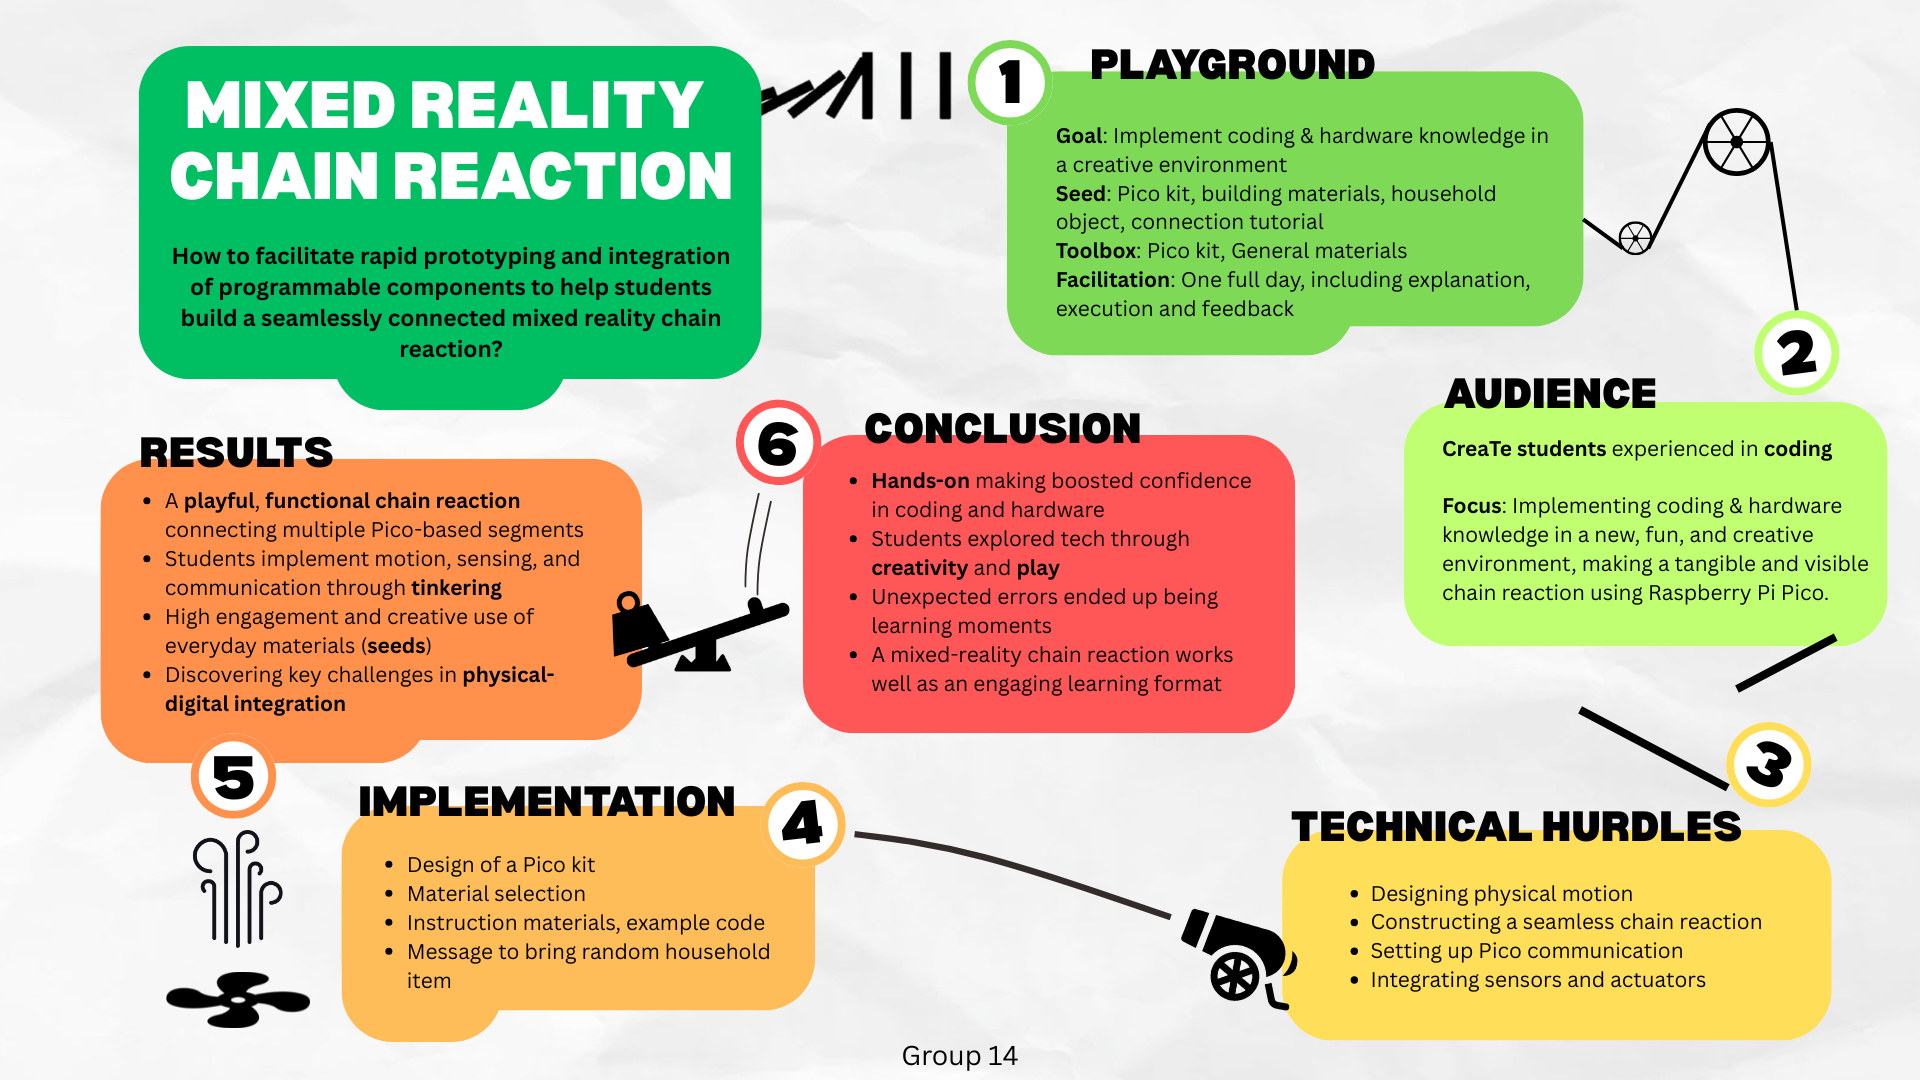 MIXED REALITY
CHAIN REACTION
How to facilitate rapid prototyping and integration
of programmable components to help students
build a seamlessly connected mixed reality chain
reaction?
1
PLAYGROUND
Goal: Implement coding & hardware knowledge in
a creative environment
Seed: Pico kit, building materials, household
object, connection tutorial
Toolbox: Pico kit, General materials
Facilitation: One full day, including explanation,
execution and feedback
2
AUDIENCE
CreaTe students experienced in coding
Focus: Implementing coding & hardware
knowledge in a new, fun, and creative
environment, making a tangible and visible
chain reaction using Raspberry Pi Pico.
3
TECHNICAL HURDLES
• Designing physical motion
• Constructing a seamless chain reaction
• Setting up Pico communication
• Integrating sensors and actuators
4
IMPLEMENTATION
• Design of a Pico kit
• Material selection
• Instruction materials, example code
• Message to bring random household
item
5
RESULTS
• A playful, functional chain reaction
connecting multiple Pico-based segments
• Students implement motion, sensing, and
communication through tinkering
• High engagement and creative use of
everyday materials (seeds)
• Discovering key challenges in physical-
digital integration
6
CONCLUSION
• Hands-on making boosted confidence
in coding and hardware
• Students explored tech through
creativity and play
• Unexpected errors ended up being
learning moments
• A mixed-reality chain reaction works
well as an engaging learning format
Group 14